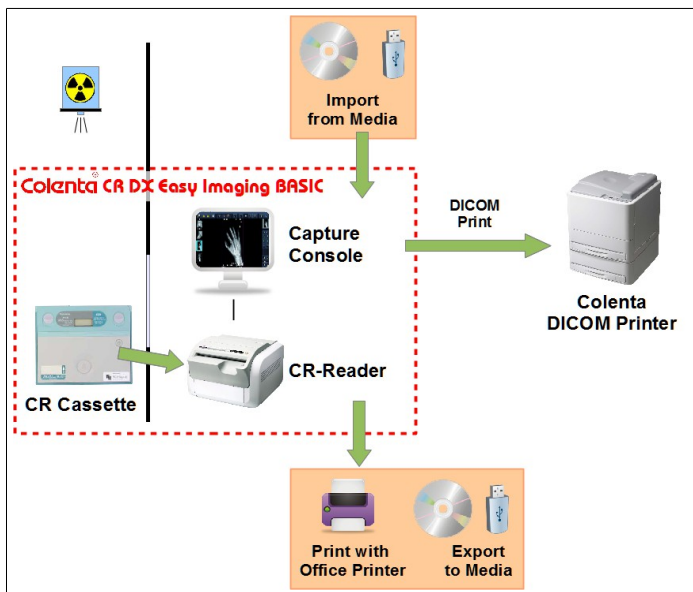 Import
from Media
Colenta CR DX Easy Imaging BASIC
DICOM
Print
Capture
Console
Colenta
DICOM Printer
CR-Reader
CR Cassette
Print with
Office Printer
Export
to Media